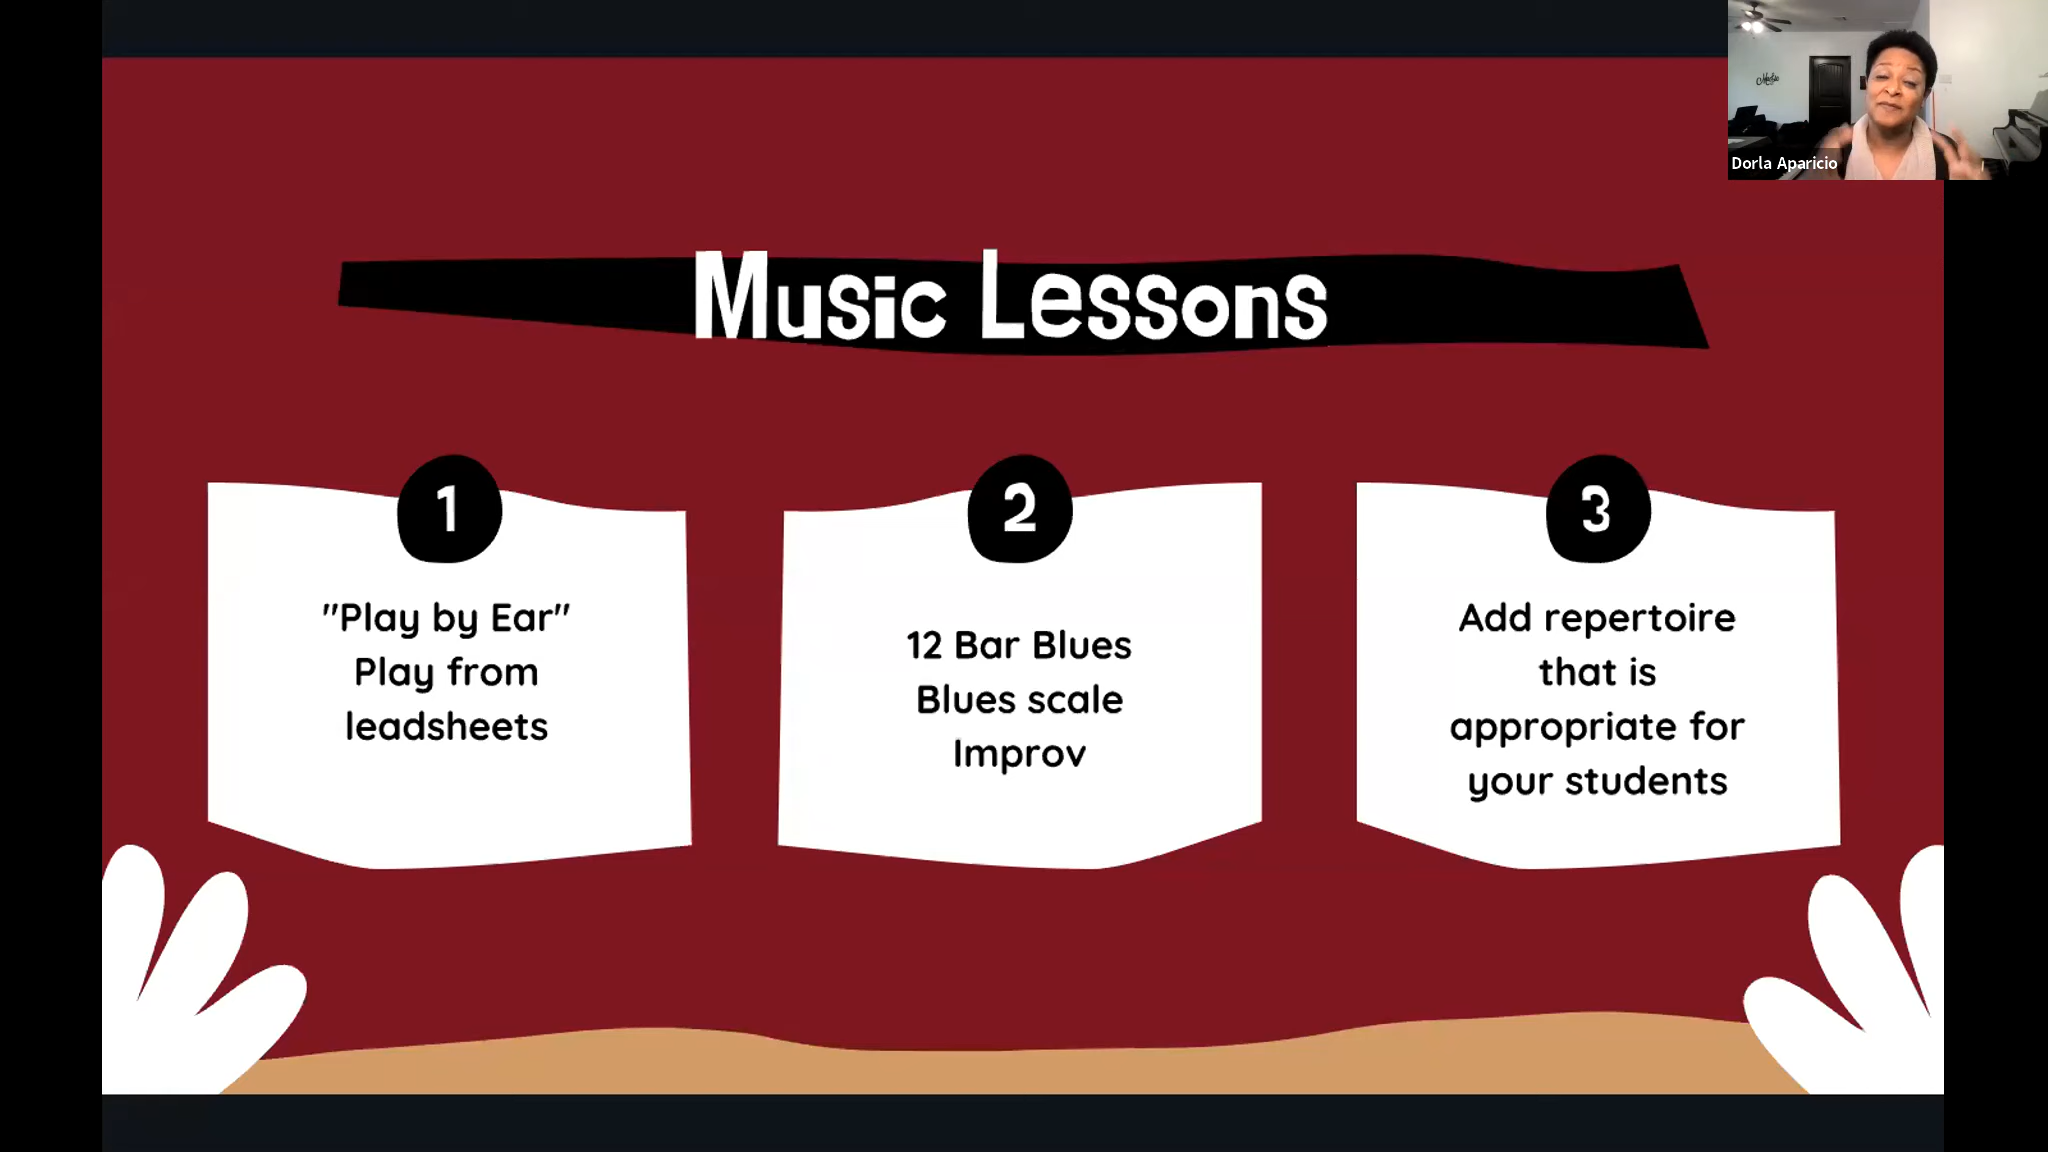 Music
Dorla Aparicio
Music Lessons
1
"Play by Ear"
Play from
leadsheets
2
12 Bar Blues
Blues scale
Improv
3
Add repertoire
that is
appropriate for
your students